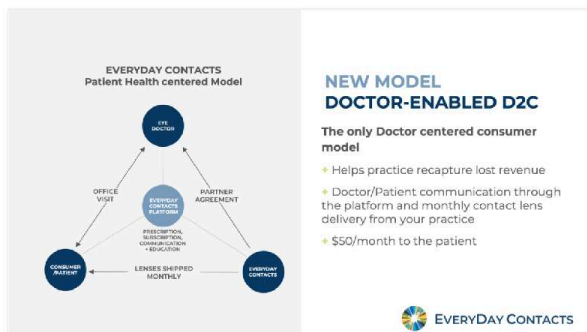 EVERYDAY CONTACTS
Patient Health centered Model
EYE
DOCTOR
OFFICE
VISIT
PARTNER
AGREEMENT
EVERYDAY
CONTACTS
PLATFORM
PRESCRIPTION,
SUBSCRIPTION,
COMMUNICATION
+ EDUCATION
CONSUMER
/PATIENT
LENSES SHIPPED
MONTHLY
EVERYDAY
CONTACTS
NEW MODEL
DOCTOR-ENABLED D2C
The only Doctor centered consumer
model
+ Helps practice recapture lost revenue
+ Doctor/Patient communication through
the platform and monthly contact lens
delivery from your practice
+ $50/month to the patient
EVERYDAY CONTACTS